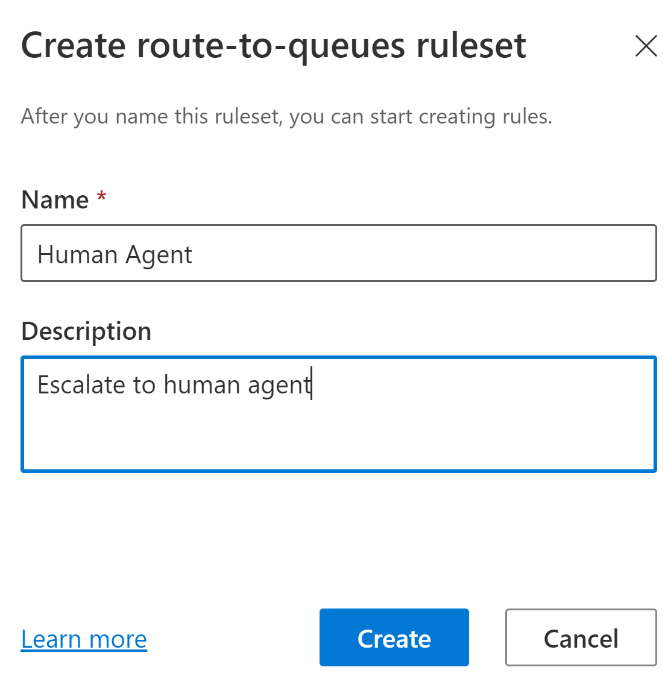 Create route-to-queues ruleset
After you name this ruleset, you can start creating rules.
Name *
Human Agent
Description
Escalate to human agent
Learn more
Create
Cancel